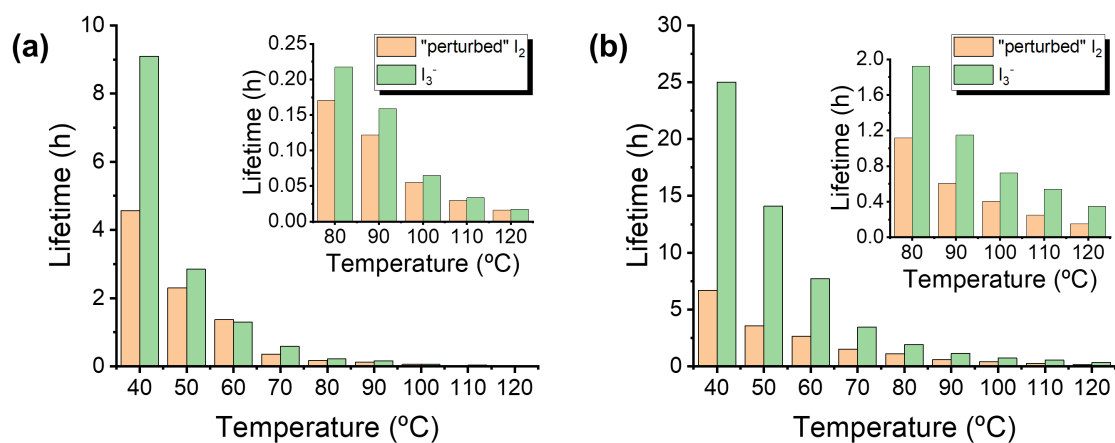 (a)
Lifetime (h)
10
8
6
4
2
0
40 50 60 70 80 90 100 110 120
Temperature (ºC)
Lifetime (h)
0.25
0.20
0.15
0.10
0.05
0.00
80 90 100 110 120
Temperature (ºC)
"perturbed" I₂
I₃⁻
(b)
Lifetime (h)
30
25
20
15
10
5
0
40 50 60 70 80 90 100 110 120
Temperature (ºC)
Lifetime (h)
2.0
1.6
1.2
0.8
0.4
0.0
80 90 100 110 120
Temperature (ºC)
"perturbed" I₂
I₃⁻